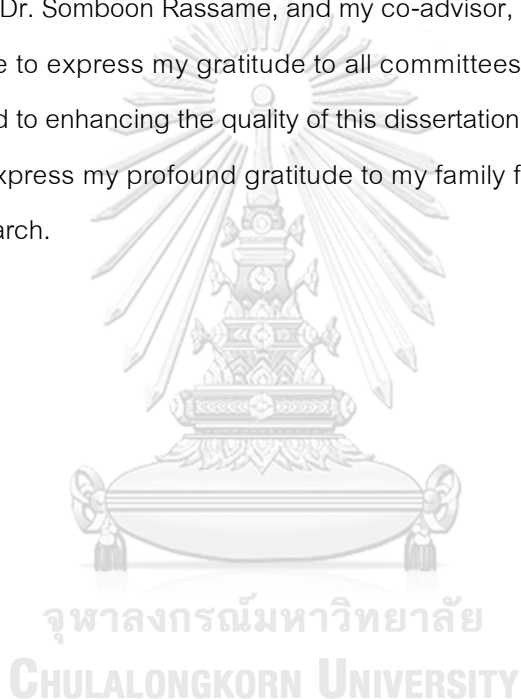 Dr. Somboon Rassame, and my co-advisor,
e to express my gratitude to all committees
d to enhancing the quality of this dissertation
xpress my profound gratitude to my family f
arch.
จุฬาลงกรณ์มหาวิทยาลัย
CHULALONGKORN UNIVERSITY